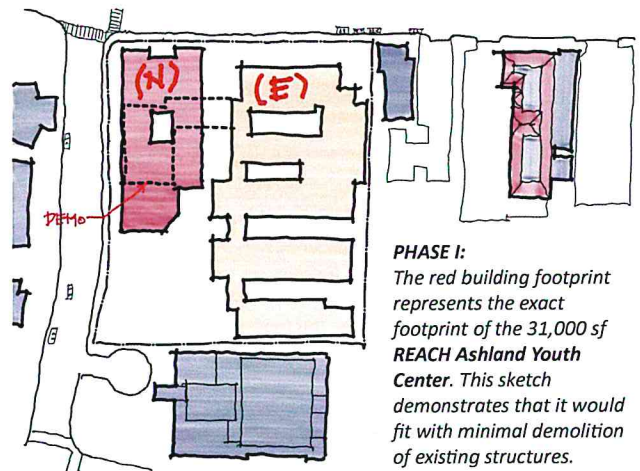 (N)
(E)
DEMO
PHASE I:
The red building footprint
represents the exact
footprint of the 31,000 sf
REACH Ashland Youth
Center. This sketch
demonstrates that it would
fit with minimal demolition
of existing structures.